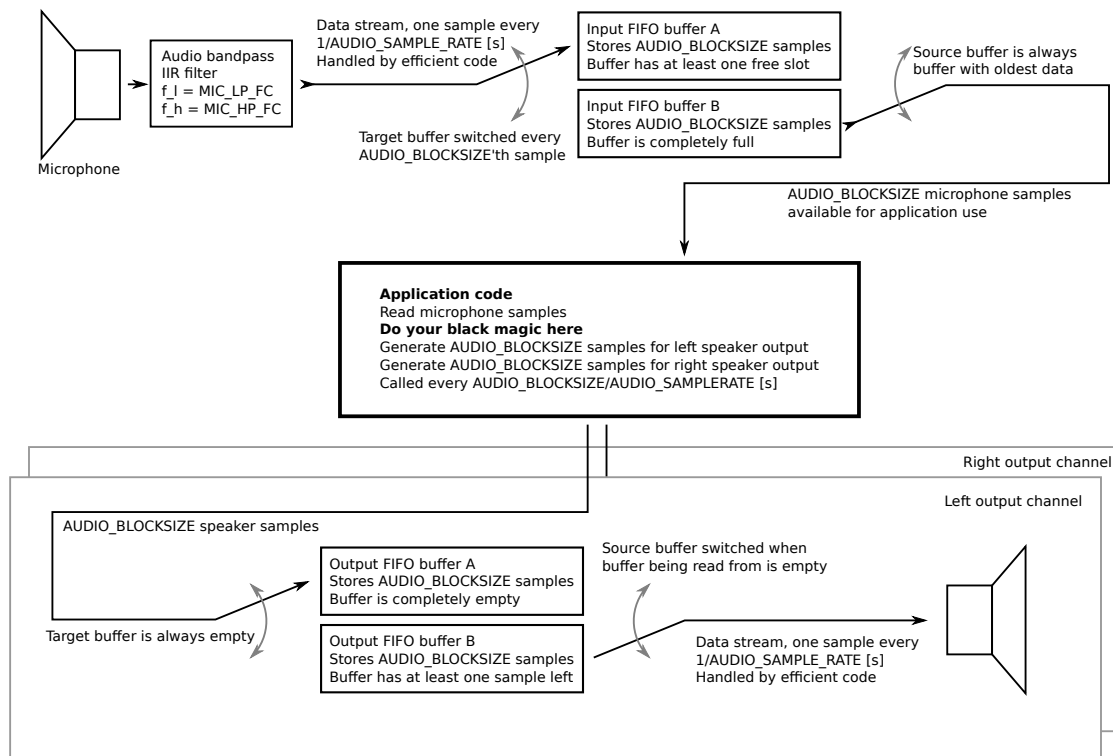 Data stream, one sample every
1/AUDIO_SAMPLE_RATE [s]
Handled by efficient code
Input FIFO buffer A
Stores AUDIO_BLOCKSIZE samples
Buffer has at least one free slot
Source buffer is always
buffer with oldest data
Audio bandpass
IIR filter
f_l = MIC_LP_FC
f_h = MIC_HP_FC
Input FIFO buffer B
Stores AUDIO_BLOCKSIZE samples
Buffer is completely full
Target buffer switched every
AUDIO_BLOCKSIZE'th sample
Microphone
AUDIO_BLOCKSIZE microphone samples
available for application use
Application code
Read microphone samples
Do your black magic here
Generate AUDIO_BLOCKSIZE samples for left speaker output
Generate AUDIO_BLOCKSIZE samples for right speaker output
Called every AUDIO_BLOCKSIZE/AUDIO_SAMPLERATE [s]
Right output channel
Left output channel
AUDIO_BLOCKSIZE speaker samples
Output FIFO buffer A
Stores AUDIO_BLOCKSIZE samples
Buffer is completely empty
Source buffer switched when
buffer being read from is empty
Target buffer is always empty
Output FIFO buffer B
Stores AUDIO_BLOCKSIZE samples
Buffer has at least one sample left
Data stream, one sample every
1/AUDIO_SAMPLE_RATE [s]
Handled by efficient code